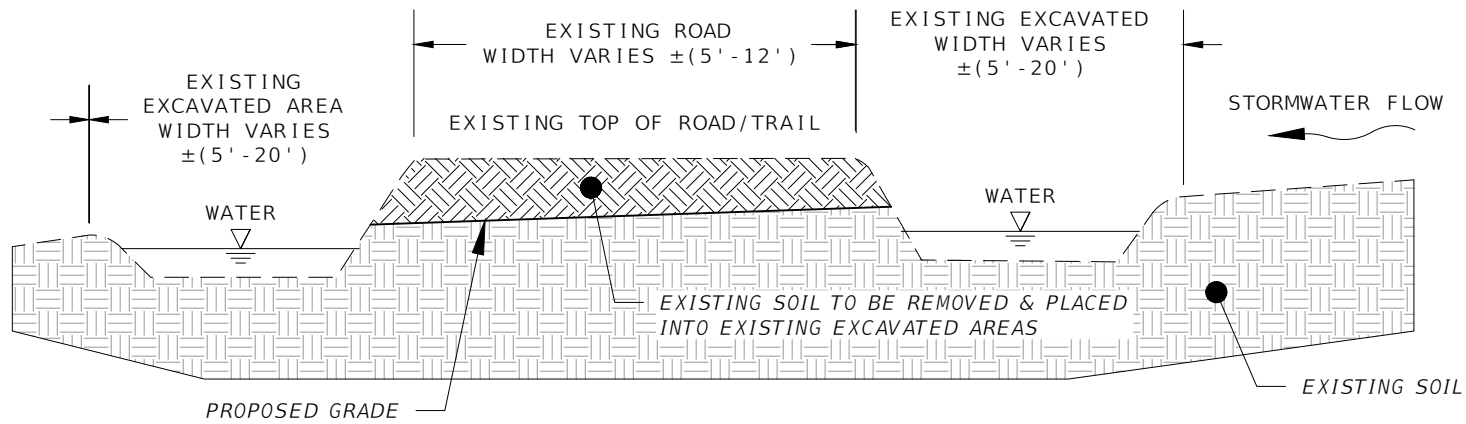 EXISTING
EXCAVATED AREA
WIDTH VARIES
±(5'-20')
EXISTING ROAD
WIDTH VARIES ±(5'-12')
EXISTING EXCAVATED
WIDTH VARIES
±(5'-20')
STORMWATER FLOW
EXISTING TOP OF ROAD/TRAIL
WATER
WATER
EXISTING SOIL TO BE REMOVED & PLACED
INTO EXISTING EXCAVATED AREAS
PROPOSED GRADE
EXISTING SOIL